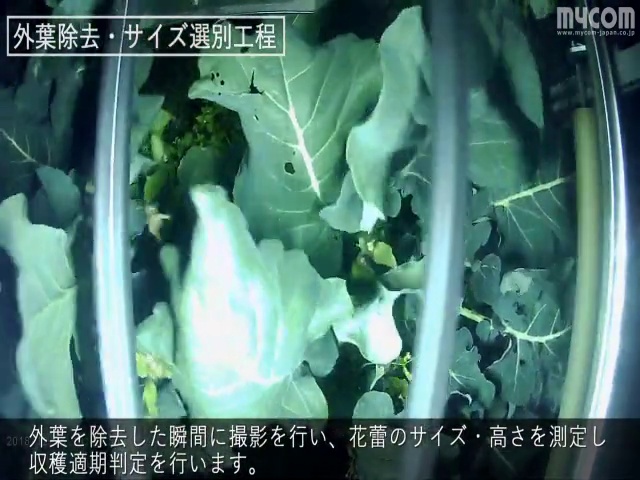 mycom
www.mycom-japan.co.jp
外葉除去・サイズ選別工程
外葉を除去した瞬間に撮影を行い、花蕾のサイズ・高さを測定し
収穫適期判定を行います。